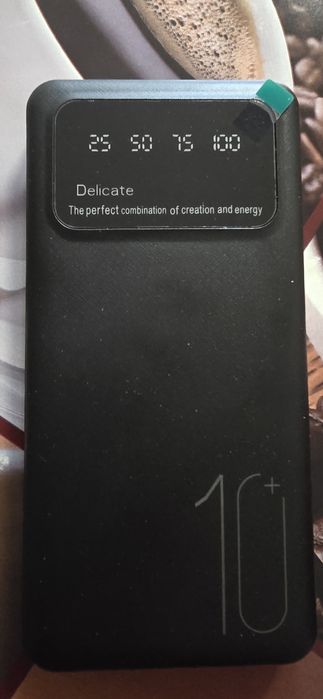 25 50 75 100
Delicate
The perfect combination of creation and energy
10+